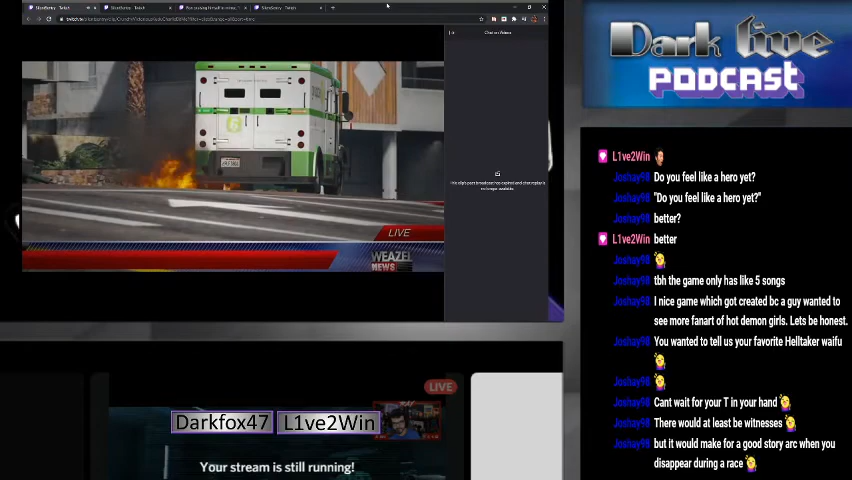 Chat on Videos
LIVE
WEAZEL
NEWS
Dark live
PODCAST
L1ve2Win
Joshay98 Do you feel like a hero yet?
Joshay98 "Do you feel like a hero yet?"
Joshay98 better?
L1ve2Win better
Joshay98
Joshay98 tbh the game only has like 5 songs
Joshay98 I nice game which got created bc a guy wanted to
see more fanart of hot demon girls. Lets be honest.
Joshay98 You wanted to tell us your favorite Helltaker waifu
Joshay98
Joshay98 Cant wait for your T in your hand
Joshay98 There would at least be witnesses
Joshay98 but it would make for a good story arc when you
disappear during a race
LIVE
Darkfox47 L1ve2Win
Your stream is still running!